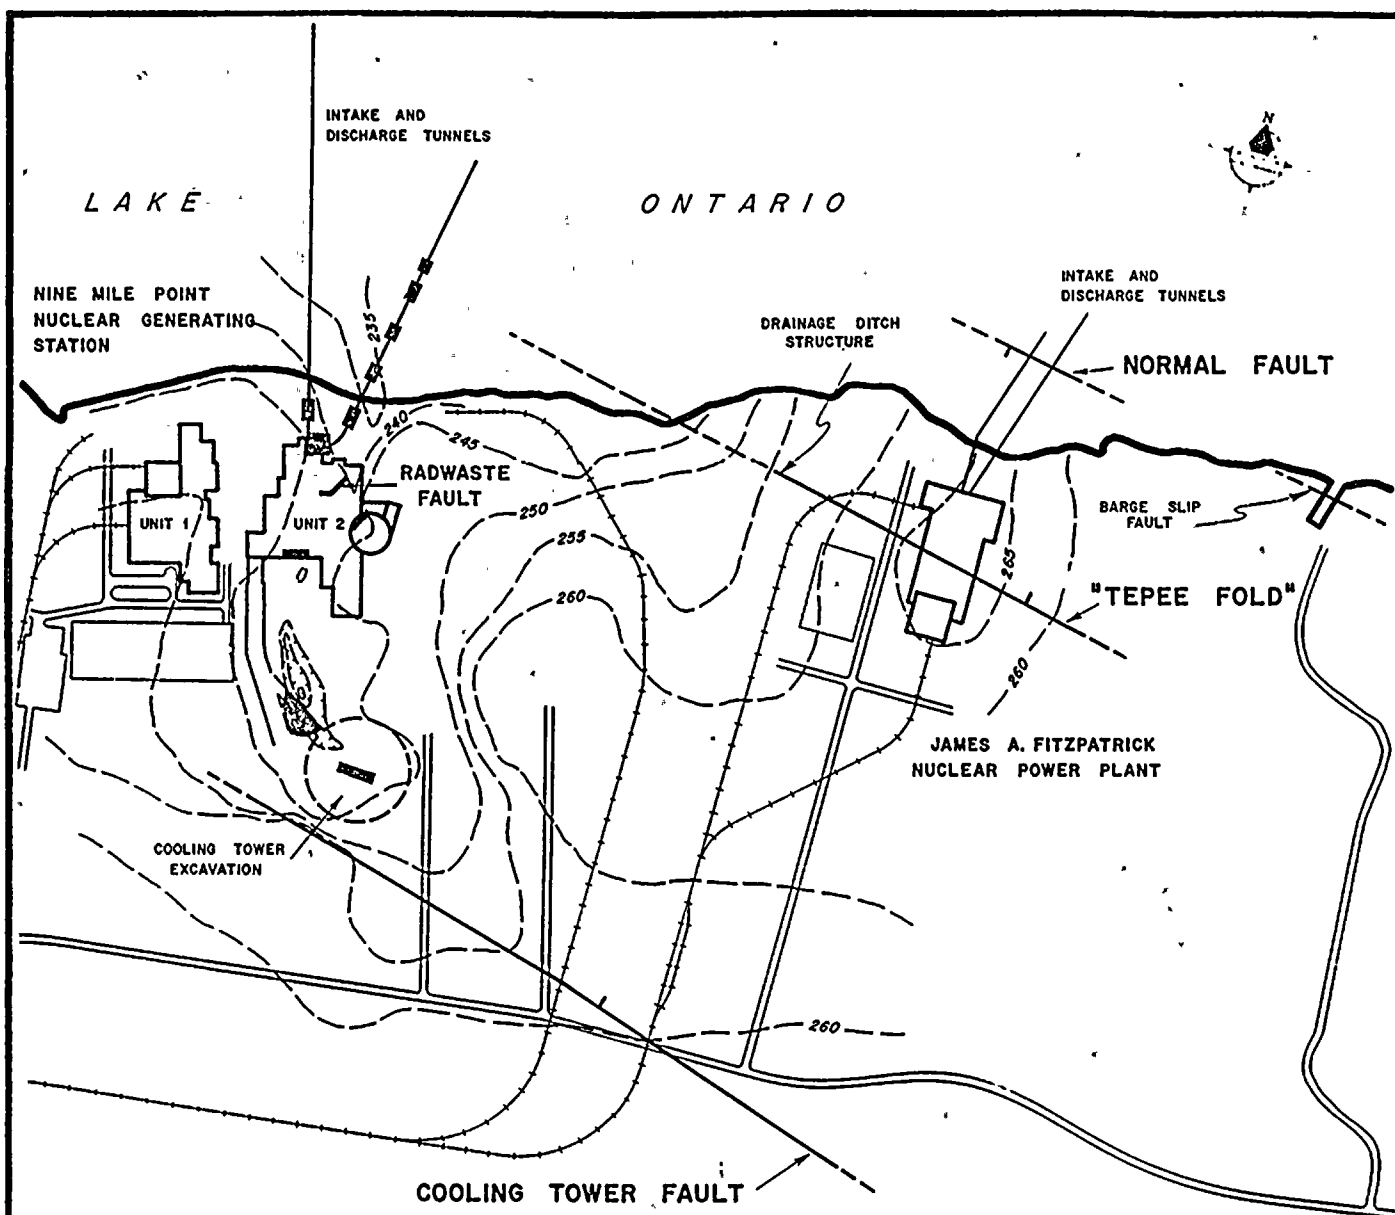 INTAKE AND
DISCHARGE TUNNELS
N
LAKE ONTARIO
NINE MILE POINT
NUCLEAR GENERATING
STATION
235
DRAINAGE DITCH
STRUCTURE
INTAKE AND
DISCHARGE TUNNELS
NORMAL FAULT
240
245
RADWASTE
FAULT
250
255
260
UNIT 1
UNIT 2
265
BARGE SLIP
FAULT
"TEPEE FOLD"
260
JAMES A. FITZPATRICK
NUCLEAR POWER PLANT
COOLING TOWER
EXCAVATION
260
COOLING TOWER FAULT